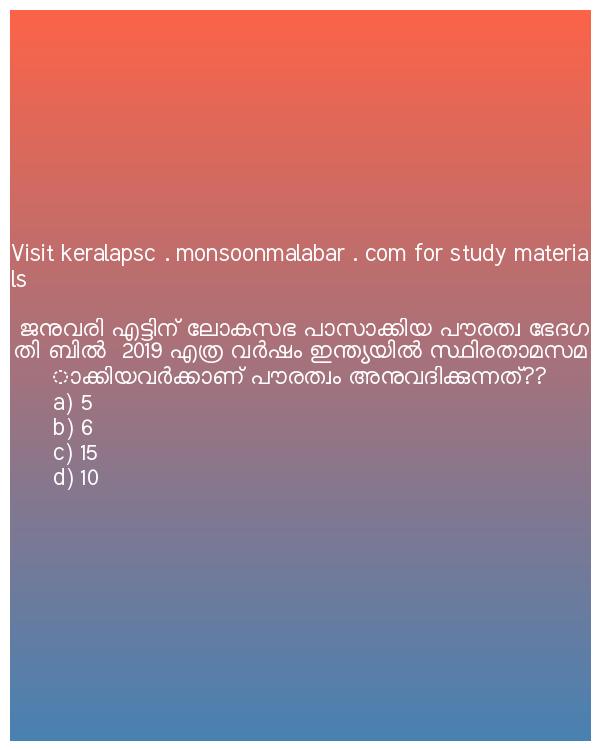 Visit keralapsc . monsoonmalabar . com for study materia
ls
ജനുവരി എട്ടിന് ലോകസഭ പാസാക്കിയ പൗരത്വ ഭേദഗ
തി ബിൽ 2019 എത്ര വർഷം ഇന്ത്യയിൽ സ്ഥിരതാമസമ
ാക്കിയവർക്കാണ് പൗരത്വം അനുവദിക്കുന്നത്??
a) 5
b) 6
c) 15
d) 10